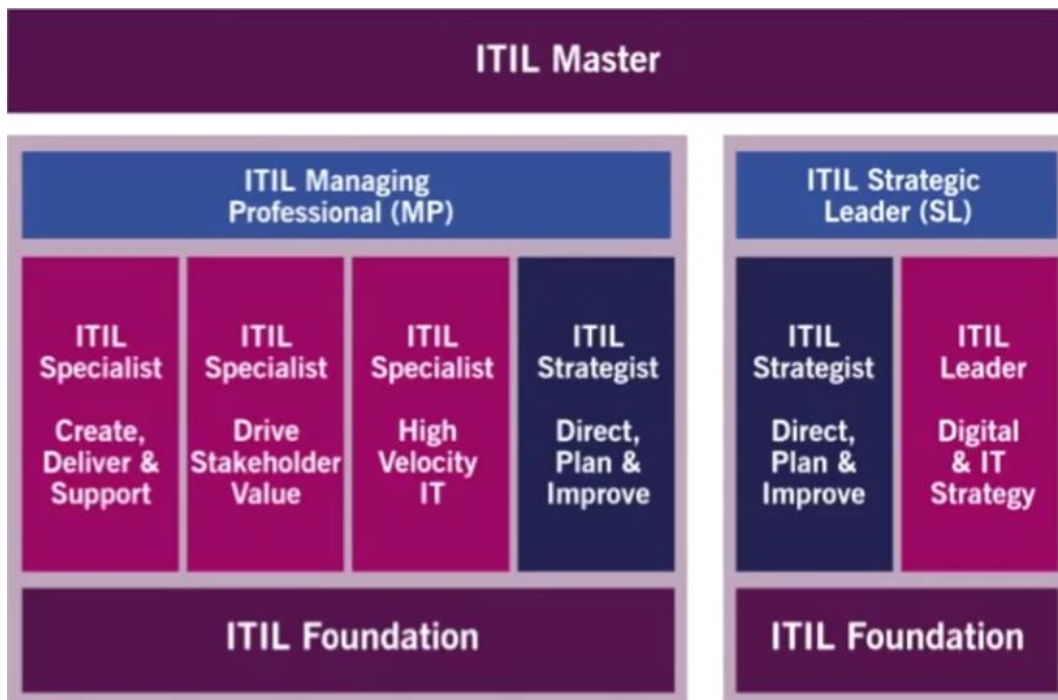 ITIL Master
ITIL Managing
Professional (MP)
ITIL Strategic
Leader (SL)
ITIL
Specialist
Create,
Deliver &
Support
ITIL
Specialist
Drive
Stakeholder
Value
ITIL
Specialist
High
Velocity
IT
ITIL
Strategist
Direct,
Plan &
Improve
ITIL
Strategist
Direct,
Plan &
Improve
ITIL
Leader
Digital
& IT
Strategy
ITIL Foundation
ITIL Foundation